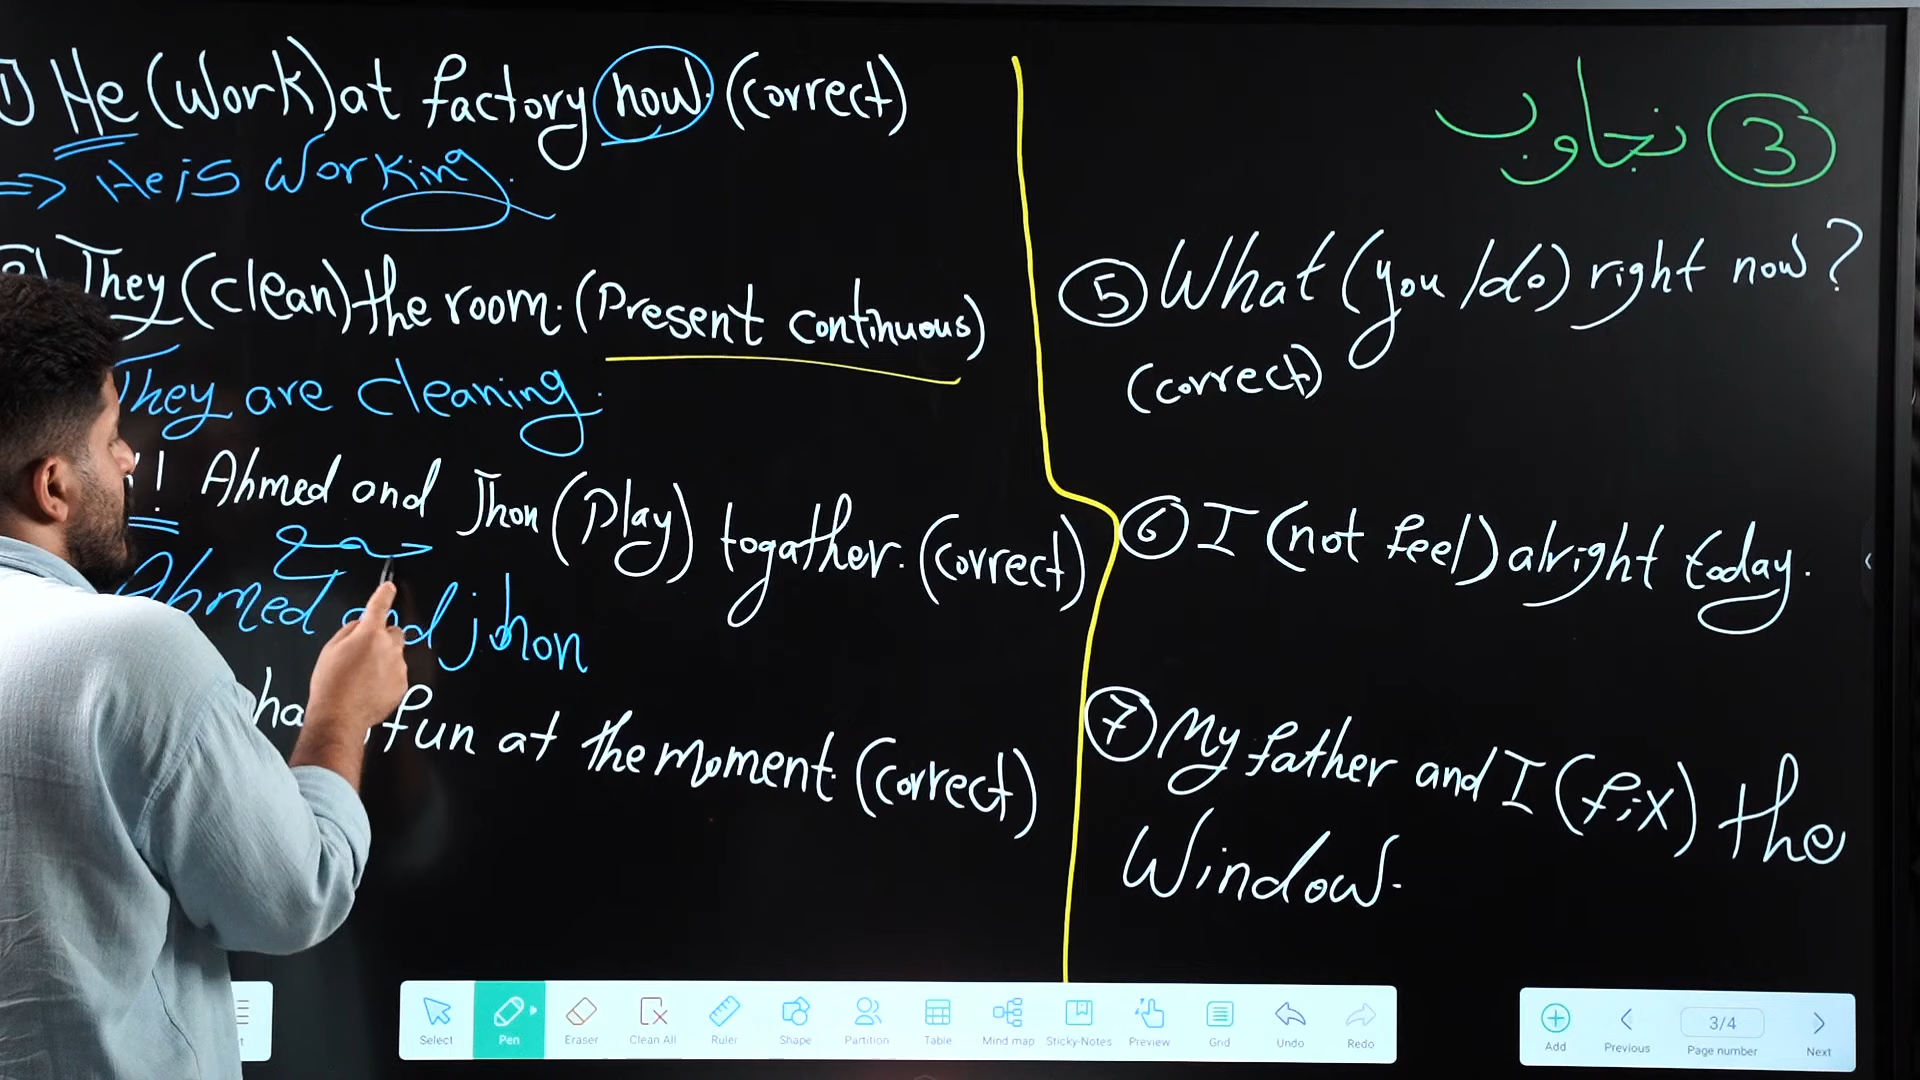 1) He (work) at factory now. (correct)
=> He is working.
They (clean) the room. (Present continuous)
They are cleaning.
! Ahmed and Jhon (Play) togather. (correct)
Ahmed and jhon
fun at the moment. (correct)
3 نجاوب
5 What (you / do) right now?
(correct)
6 I (not feel) alright today.
7 My father and I (fix) the
Window.
Select Pen Eraser Clean All Ruler Shape Partition Table Mind map Sticky-Notes Preview Grid Undo Redo
Add Previous 3/4 Page number Next